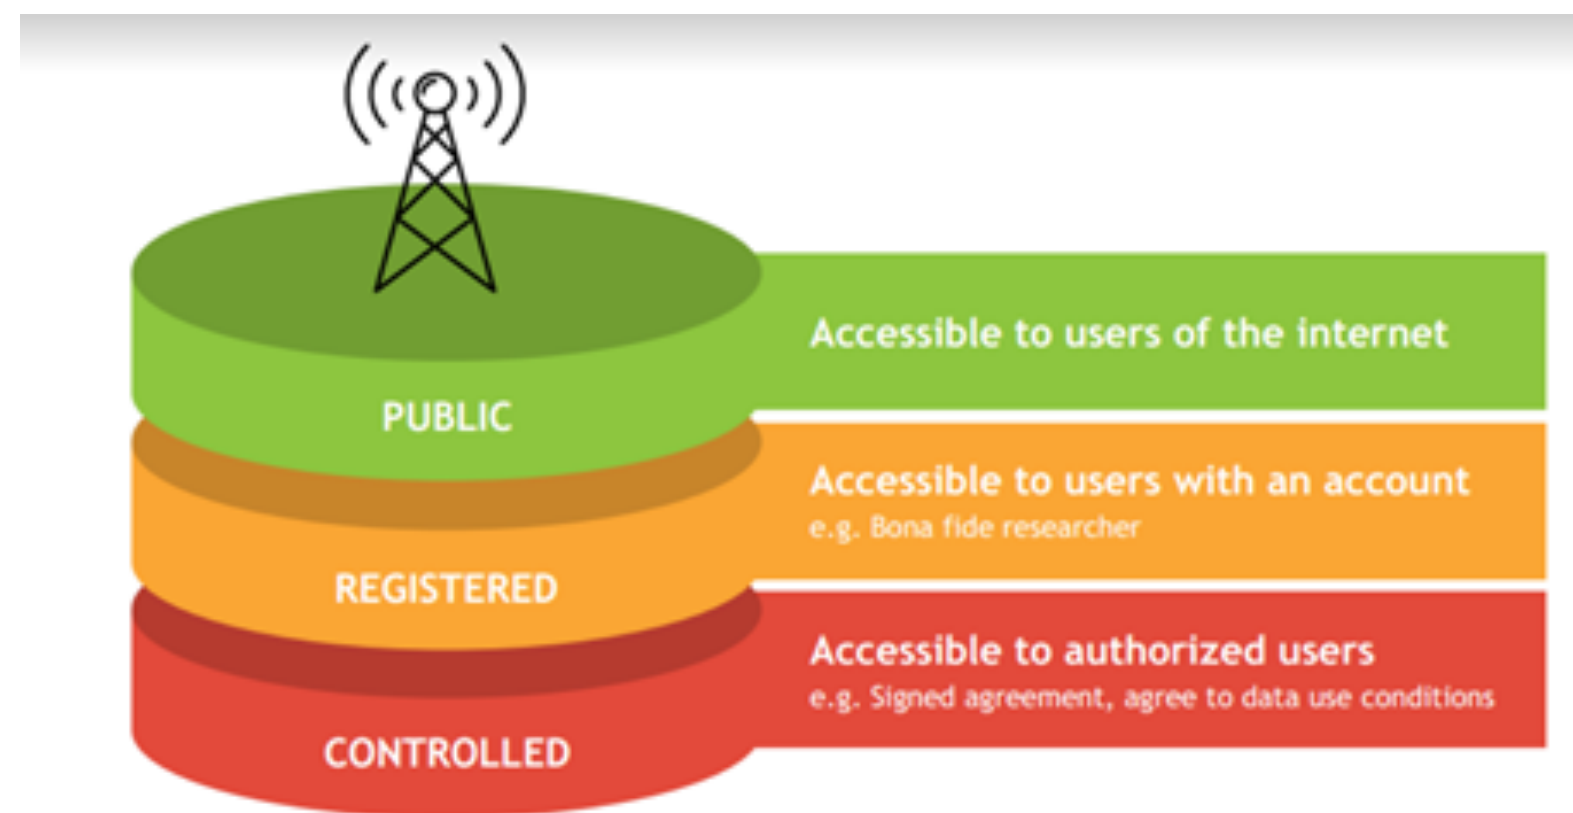 PUBLIC
Accessible to users of the internet
REGISTERED
Accessible to users with an account
e.g. Bona fide researcher
CONTROLLED
Accessible to authorized users
e.g. Signed agreement, agree to data use conditions